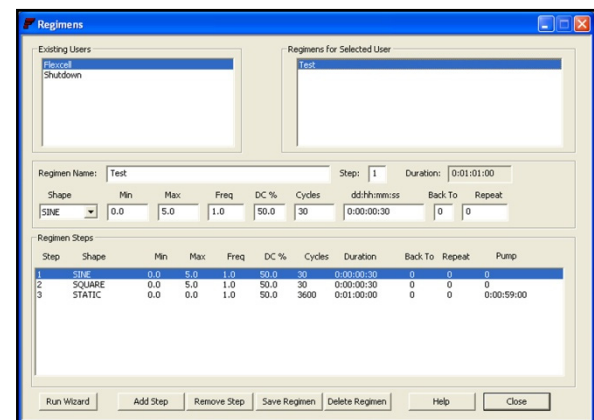 Regimens
Existing Users
Flexcell
Shutdown
Regimens for Selected User
Test
Regimen Name: Test Step: 1 Duration: 0:01:01:00
Shape Min Max Freq DC % Cycles dd:hh:mm:ss Back To Repeat
SINE 0.0 5.0 1.0 50.0 30 0:00:00:30 0 0
Regimen Steps
Step Shape Min Max Freq DC % Cycles Duration Back To Repeat Pump
1 SINE 0.0 5.0 1.0 50.0 30 0:00:00:30 0 0 0
2 SQUARE 0.0 5.0 1.0 50.0 30 0:00:00:30 0 0 0
3 STATIC 0.0 0.0 1.0 50.0 3600 0:01:00:00 0 0 0:00:59:00
Run Wizard Add Step Remove Step Save Regimen Delete Regimen Help Close